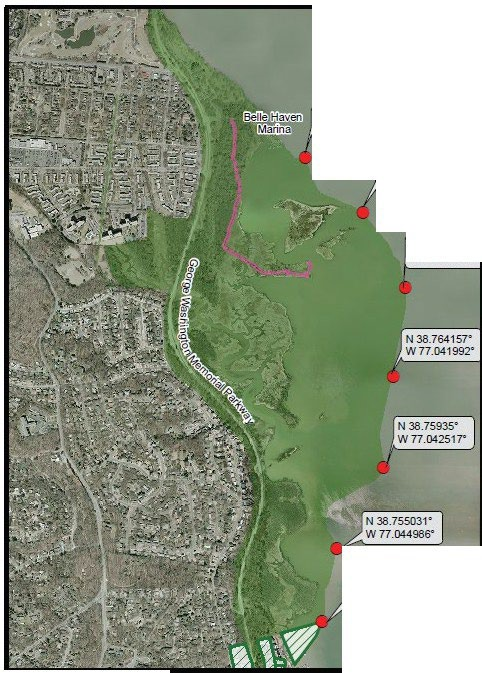 Belle Haven
Marina
George Washington Memorial Parkway
N 38.764157°
W 77.041992°
N 38.75935°
W 77.042517°
N 38.755031°
W 77.044986°